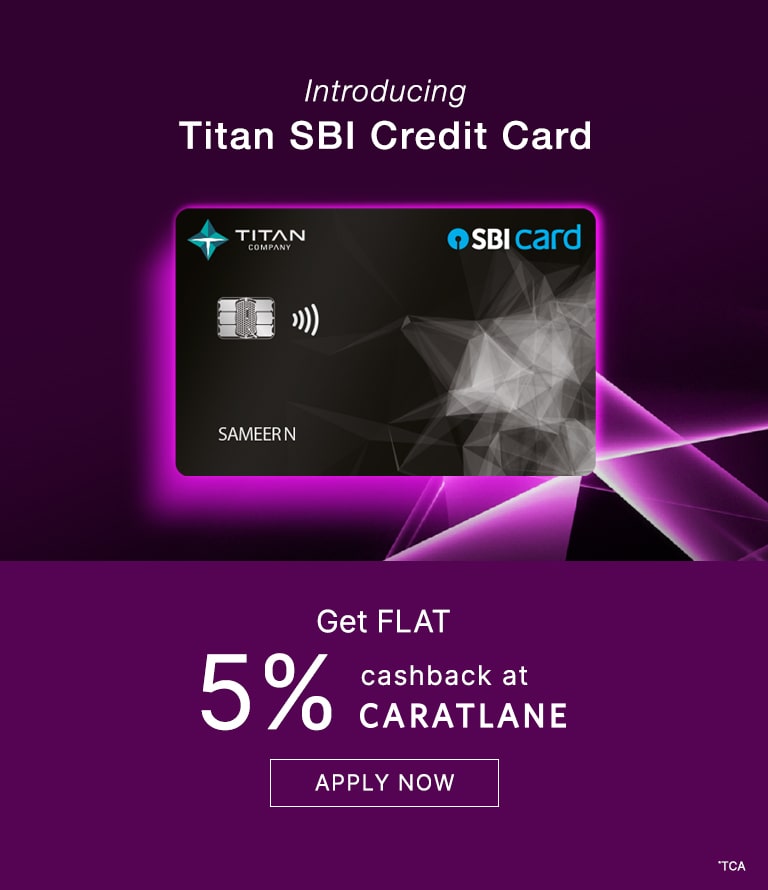 Introducing
Titan SBI Credit Card
TITAN
COMPANY
SBI card
SAMEER N
Get FLAT
5% cashback at
CARATLANE
APPLY NOW
*TCA